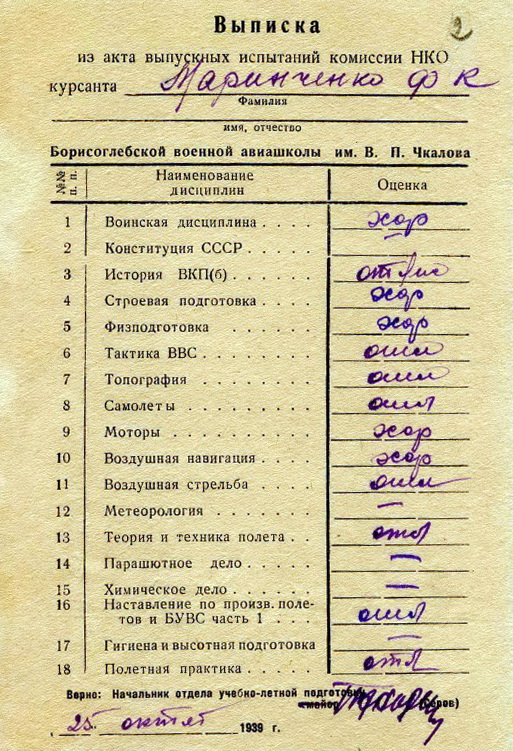 2
Выписка
из акта выпускных испытаний комиссии НКО
курсанта Маринченко Ф К
Фамилия
имя, отчество
Борисоглебской военной авиашколы им. В. П. Чкалова
№№ п. п. Наименование дисциплин Оценка
1 Воинская дисциплина . . . . хор
2 Конституция СССР . . . . —
3 История ВКП(б) . . . . . отлич
4 Строевая подготовка . . . . хор
5 Физподготовка . . . . . . хор
6 Тактика ВВС . . . . . . . отл
7 Топография . . . . . . . отл
8 Самолеты . . . . . . . . отл
9 Моторы . . . . . . . . . хор
10 Воздушная навигация . . . . хор
11 Воздушная стрельба . . . . отл
12 Метеорология . . . . . . —
13 Теория и техника полета . . отл
14 Парашютное дело . . . . —
15 Химическое дело . . . . . —
16 Наставление по произв. поле-
тов и БУВС часть 1 . . . . отл
17 Гигиена и высотная подготовка —
18 Полетная практика . . . . . отл
Верно: Начальник отдела учебно-летной подготовки
майор (Серов)
25 октяб 1939 г.